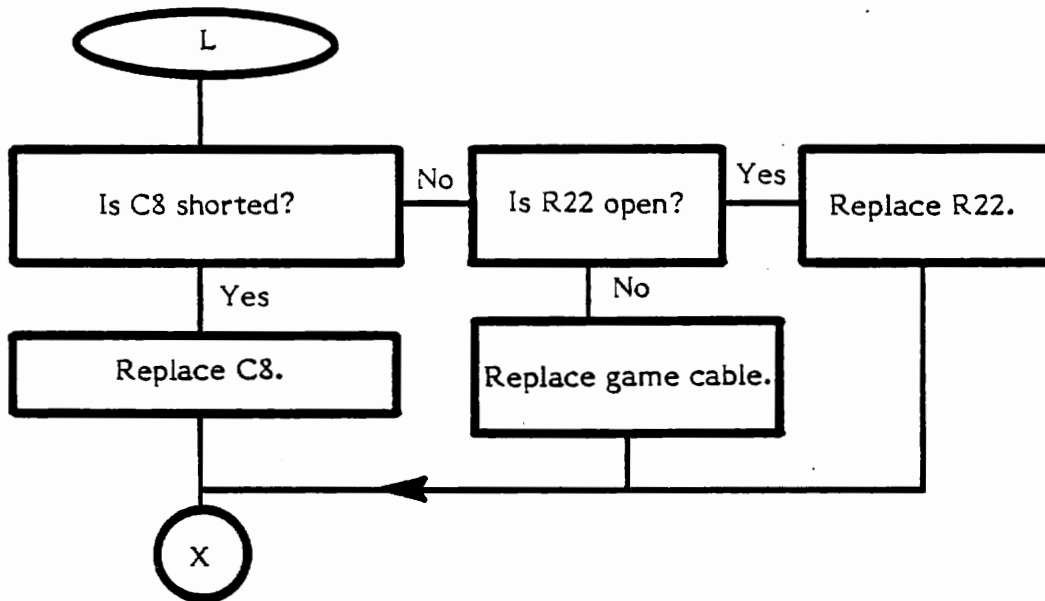 L
Is C8 shorted?
No
Is R22 open?
Yes
Replace R22.
Yes
No
Replace C8.
Replace game cable.
X